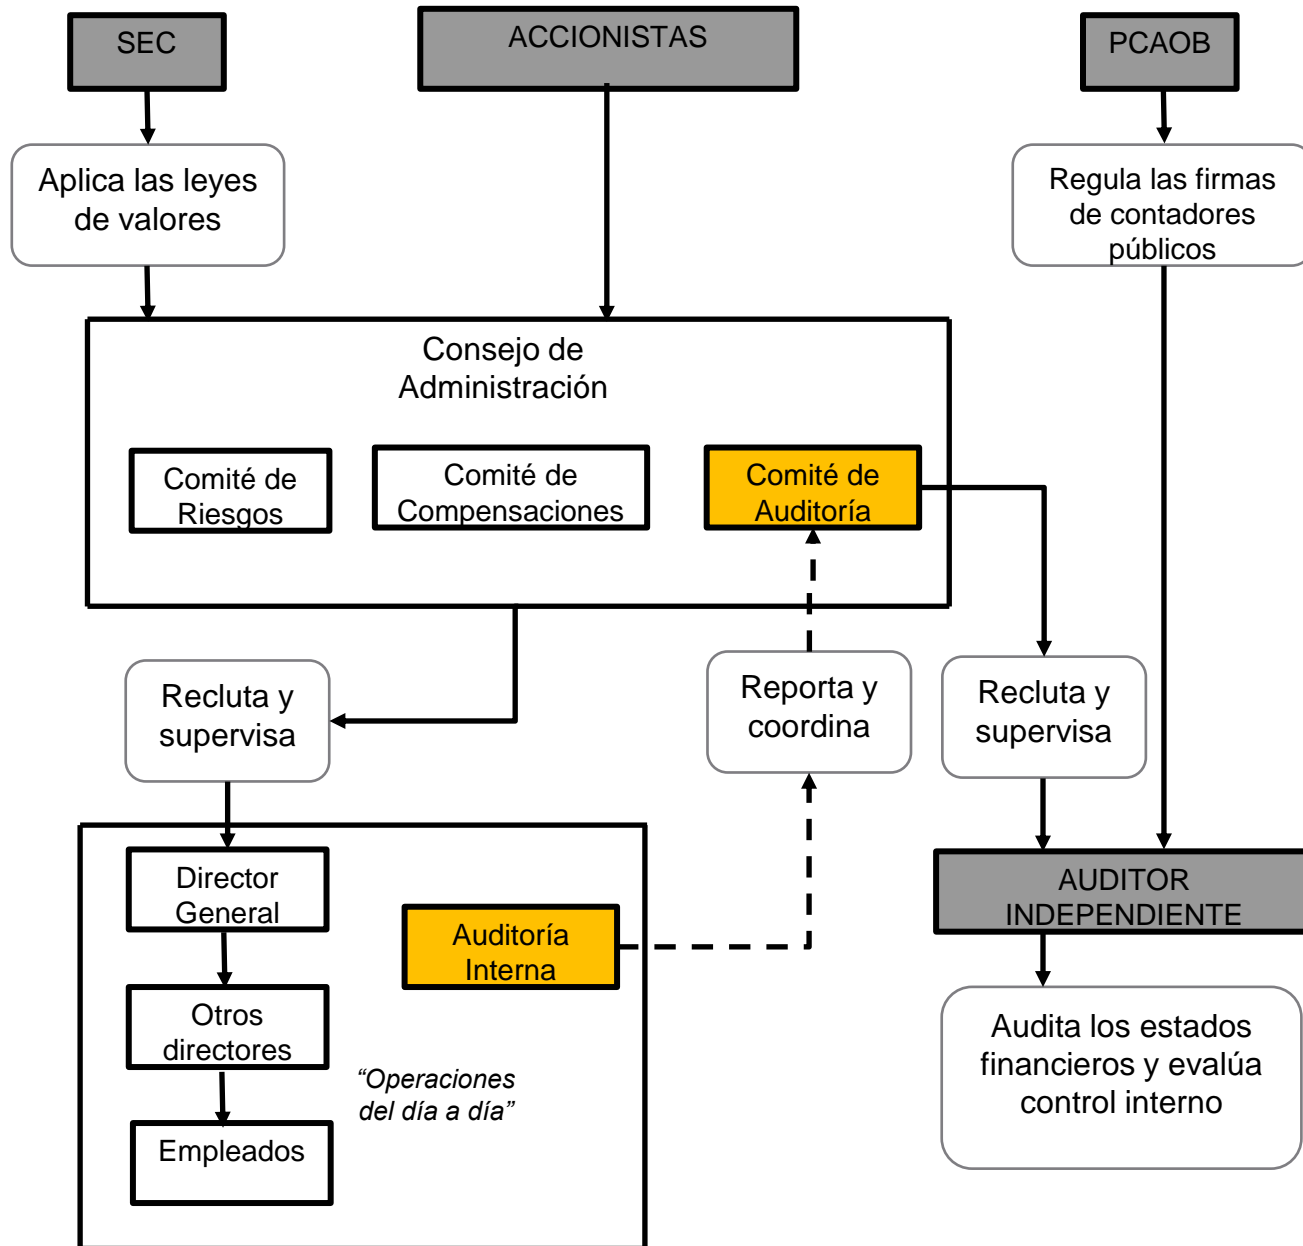 SEC
ACCIONISTAS
PCAOB
Aplica las leyes
de valores
Regula las firmas
de contadores
públicos
Consejo de
Administración
Comité de
Riesgos
Comité de
Compensaciones
Comité de
Auditoría
Recluta y
supervisa
Reporta y
coordina
Recluta y
supervisa
Director
General
Auditoría
Interna
AUDITOR
INDEPENDIENTE
Otros
directores
“Operaciones
del día a día”
Empleados
Audita los estados
financieros y evalúa
control interno